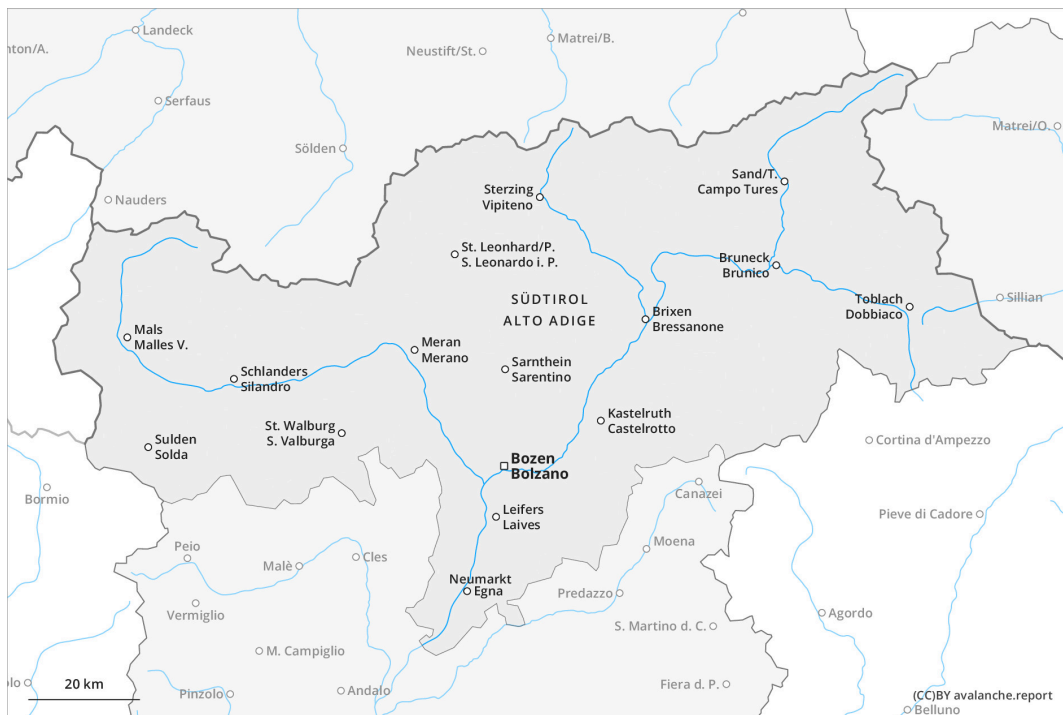 Landeck
nton/A.
Neustift/St.
Matrei/B.
Serfaus
Matrei/O.
Sölden
Sand/T.
Campo Tures
Sterzing
Vipiteno
Nauders
St. Leonhard/P.
S. Leonardo i. P.
Bruneck
Brunico
SÜDTIROL
ALTO ADIGE
Toblach
Dobbiaco
Sillian
Brixen
Bressanone
Mals
Malles V.
Meran
Merano
Sarnthein
Sarentino
Schlanders
Silandro
Kastelruth
Castelrotto
St. Walburg
S. Valburga
Sulden
Solda
Cortina d'Ampezzo
Bozen
Bolzano
Bormio
Canazei
Leifers
Laives
Pieve di Cadore
Moena
Peio
Malè
Cles
Neumarkt
Egna
Predazzo
Vermiglio
Agordo
S. Martino d. C.
M. Campiglio
20 km
olo
Pinzolo
Andalo
Fiera d. P.
(CC)BY avalanche.report
Belluno